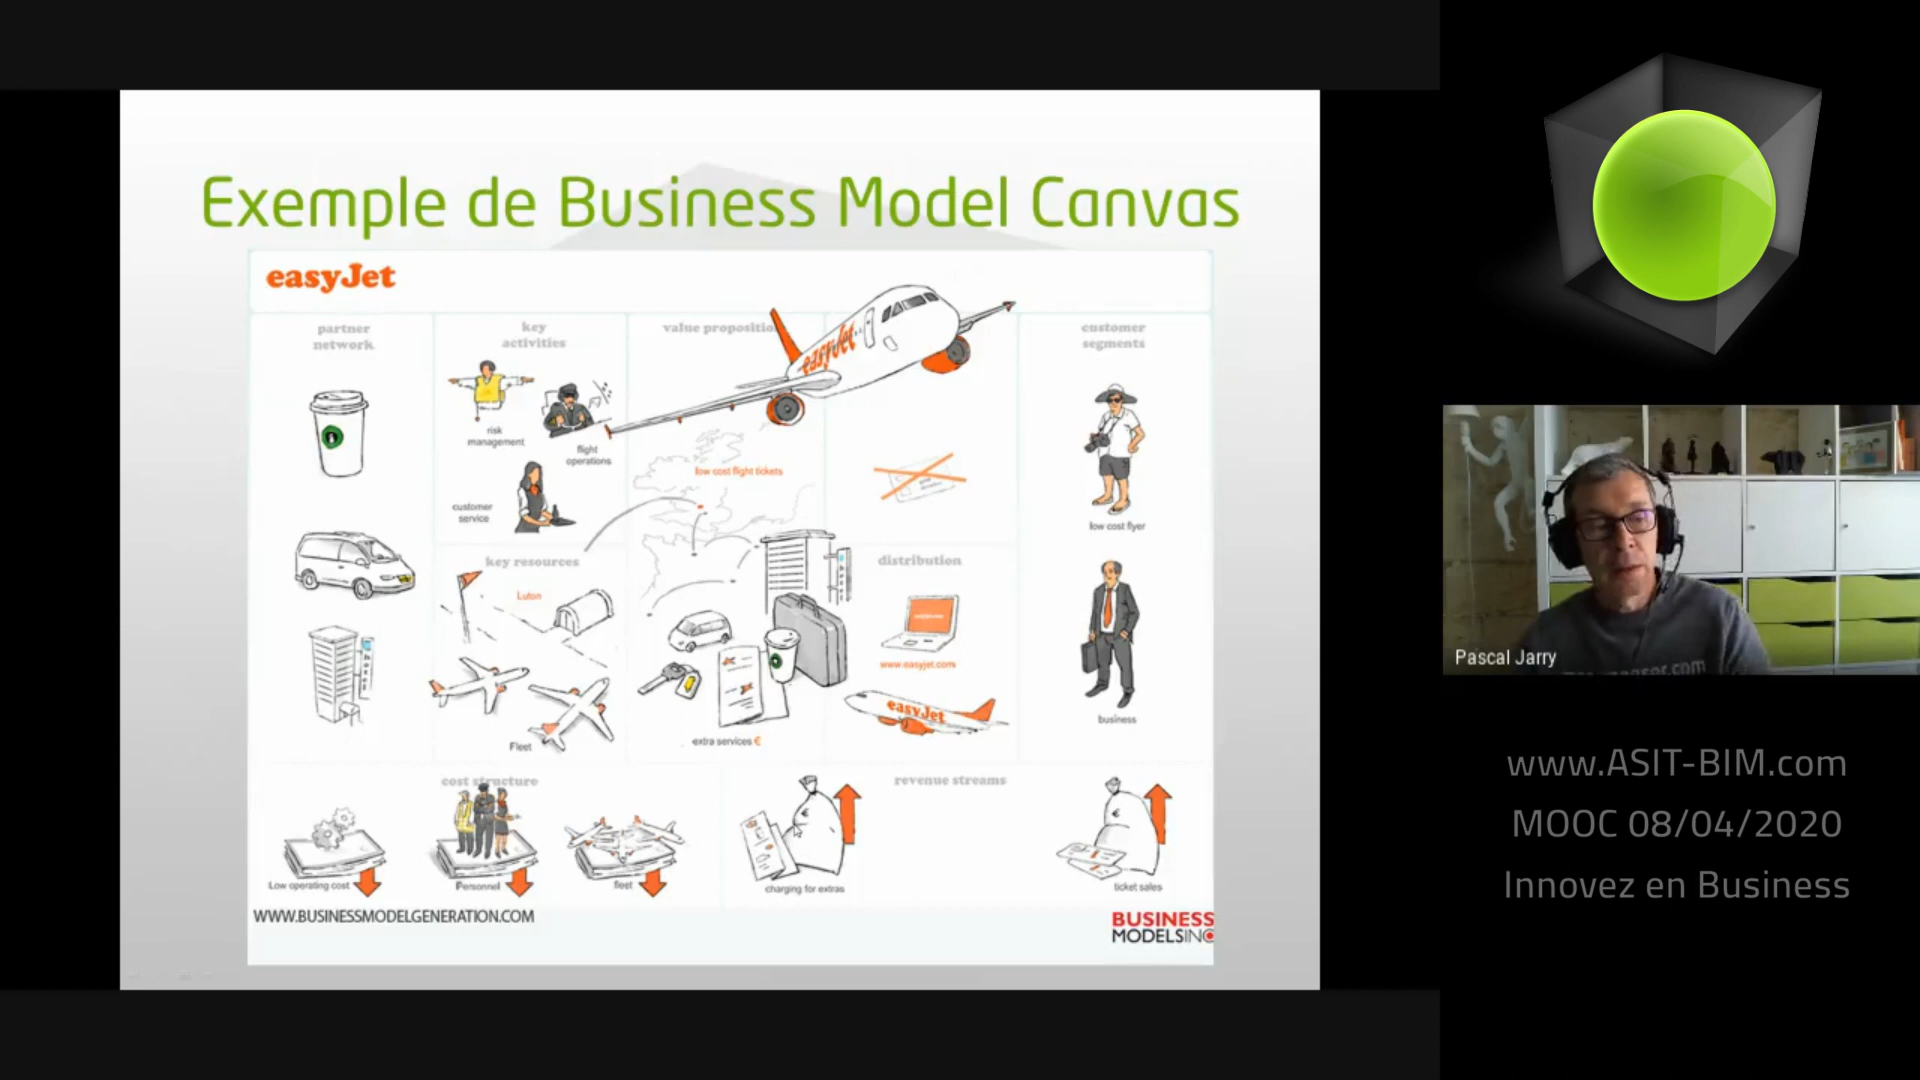 Exemple de Business Model Canvas
easyJet
partner
network
key
activities
value propositio
customer
segments
easyJet
risk
management
flight
operations
customer
service
low cost flight tickets
low cost flyer
key resources
Luton
Fleet
extra services €
distribution
www.easyjet.com
easyJet
business
cost structure
Low operating cost
Personnel
fleet
revenue streams
€
charging for extras
€
ticket sales
WWW.BUSINESSMODELGENERATION.COM
BUSINESS
MODELSINC
Pascal Jarry
www.ASIT-BIM.com
MOOC 08/04/2020
Innovez en Business